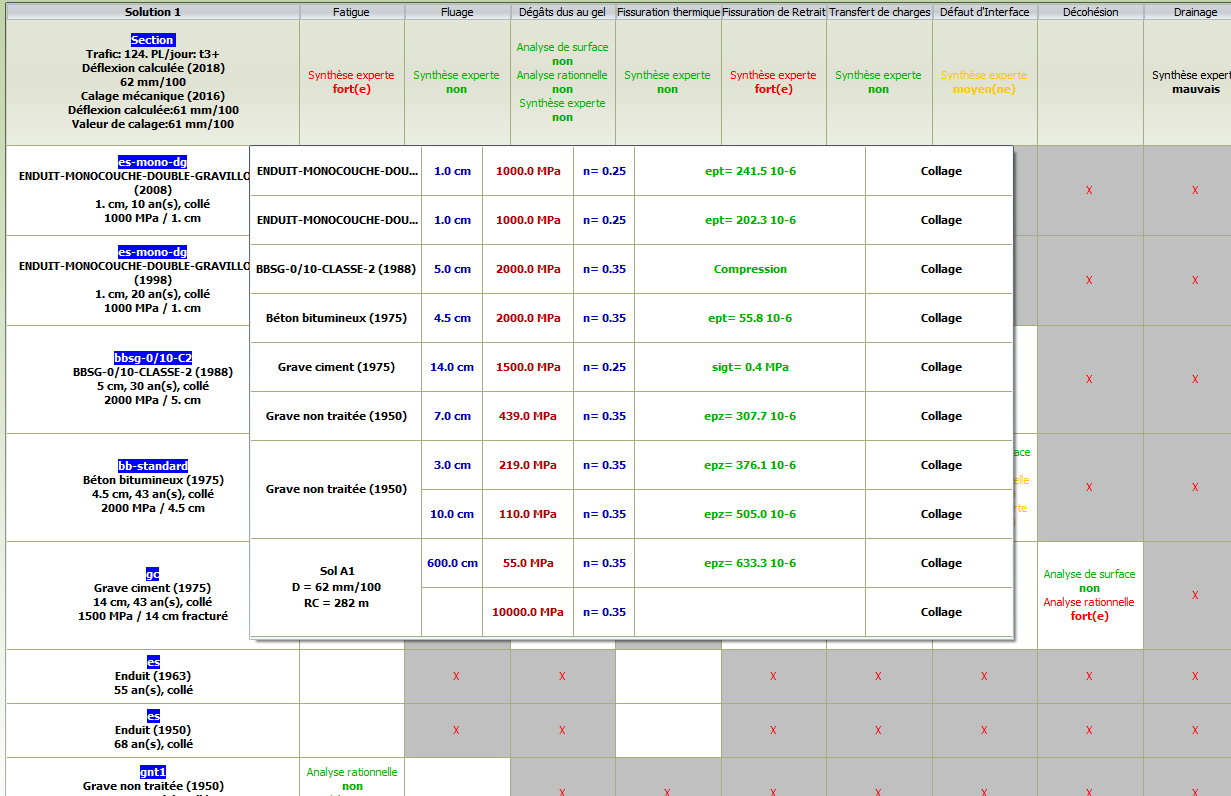 Solution 1
Fatigue
Fluage
Dégâts dus au gel
Fissuration thermique
Fissuration de Retrait
Transfert de charges
Défaut d'Interface
Décohésion
Drainage
Section
Trafic: 124. PL/jour: t3+
Déflexion calculée (2018)
62 mm/100
Calage mécanique (2016)
Déflexion calculée:61 mm/100
Valeur de calage:61 mm/100
Synthèse experte
fort(e)
Synthèse experte
non
Analyse de surface
non
Analyse rationnelle
non
Synthèse experte
non
Synthèse experte
non
Synthèse experte
fort(e)
Synthèse experte
non
Synthèse experte
moyen(ne)
Synthèse expert
mauvais
es-mono-dg
ENDUIT-MONOCOUCHE-DOUBLE-GRAVILLO
(2008)
1. cm, 10 an(s), collé
1000 MPa / 1. cm
X
X
es-mono-dg
ENDUIT-MONOCOUCHE-DOUBLE-GRAVILLO
(1998)
1. cm, 20 an(s), collé
1000 MPa / 1. cm
X
X
bbsg-0/10-C2
BBSG-0/10-CLASSE-2 (1988)
5 cm, 30 an(s), collé
2000 MPa / 5. cm
X
X
bb-standard
Béton bitumineux (1975)
4.5 cm, 43 an(s), collé
2000 MPa / 4.5 cm
ace
elle
rte
X
X
gc
Grave ciment (1975)
14 cm, 43 an(s), collé
1500 MPa / 14 cm fracturé
Analyse de surface
non
Analyse rationnelle
fort(e)
X
ENDUIT-MONOCOUCHE-DOU... 1.0 cm 1000.0 MPa n= 0.25 ept= 241.5 10-6 Collage
ENDUIT-MONOCOUCHE-DOU... 1.0 cm 1000.0 MPa n= 0.25 ept= 202.3 10-6 Collage
BBSG-0/10-CLASSE-2 (1988) 5.0 cm 2000.0 MPa n= 0.35 Compression Collage
Béton bitumineux (1975) 4.5 cm 2000.0 MPa n= 0.35 ept= 55.8 10-6 Collage
Grave ciment (1975) 14.0 cm 1500.0 MPa n= 0.25 sigt= 0.4 MPa Collage
Grave non traitée (1950) 7.0 cm 439.0 MPa n= 0.35 epz= 307.7 10-6 Collage
Grave non traitée (1950)
3.0 cm 219.0 MPa n= 0.35 epz= 376.1 10-6 Collage
10.0 cm 110.0 MPa n= 0.35 epz= 505.0 10-6 Collage
Sol A1
D = 62 mm/100
RC = 282 m
600.0 cm 55.0 MPa n= 0.35 epz= 633.3 10-6 Collage
10000.0 MPa n= 0.35 Collage
es
Enduit (1963)
55 an(s), collé
X X X X X X X
es
Enduit (1950)
68 an(s), collé
X X X X X X X
gnt1
Grave non traitée (1950)
Analyse rationnelle
non
X X X X X X X